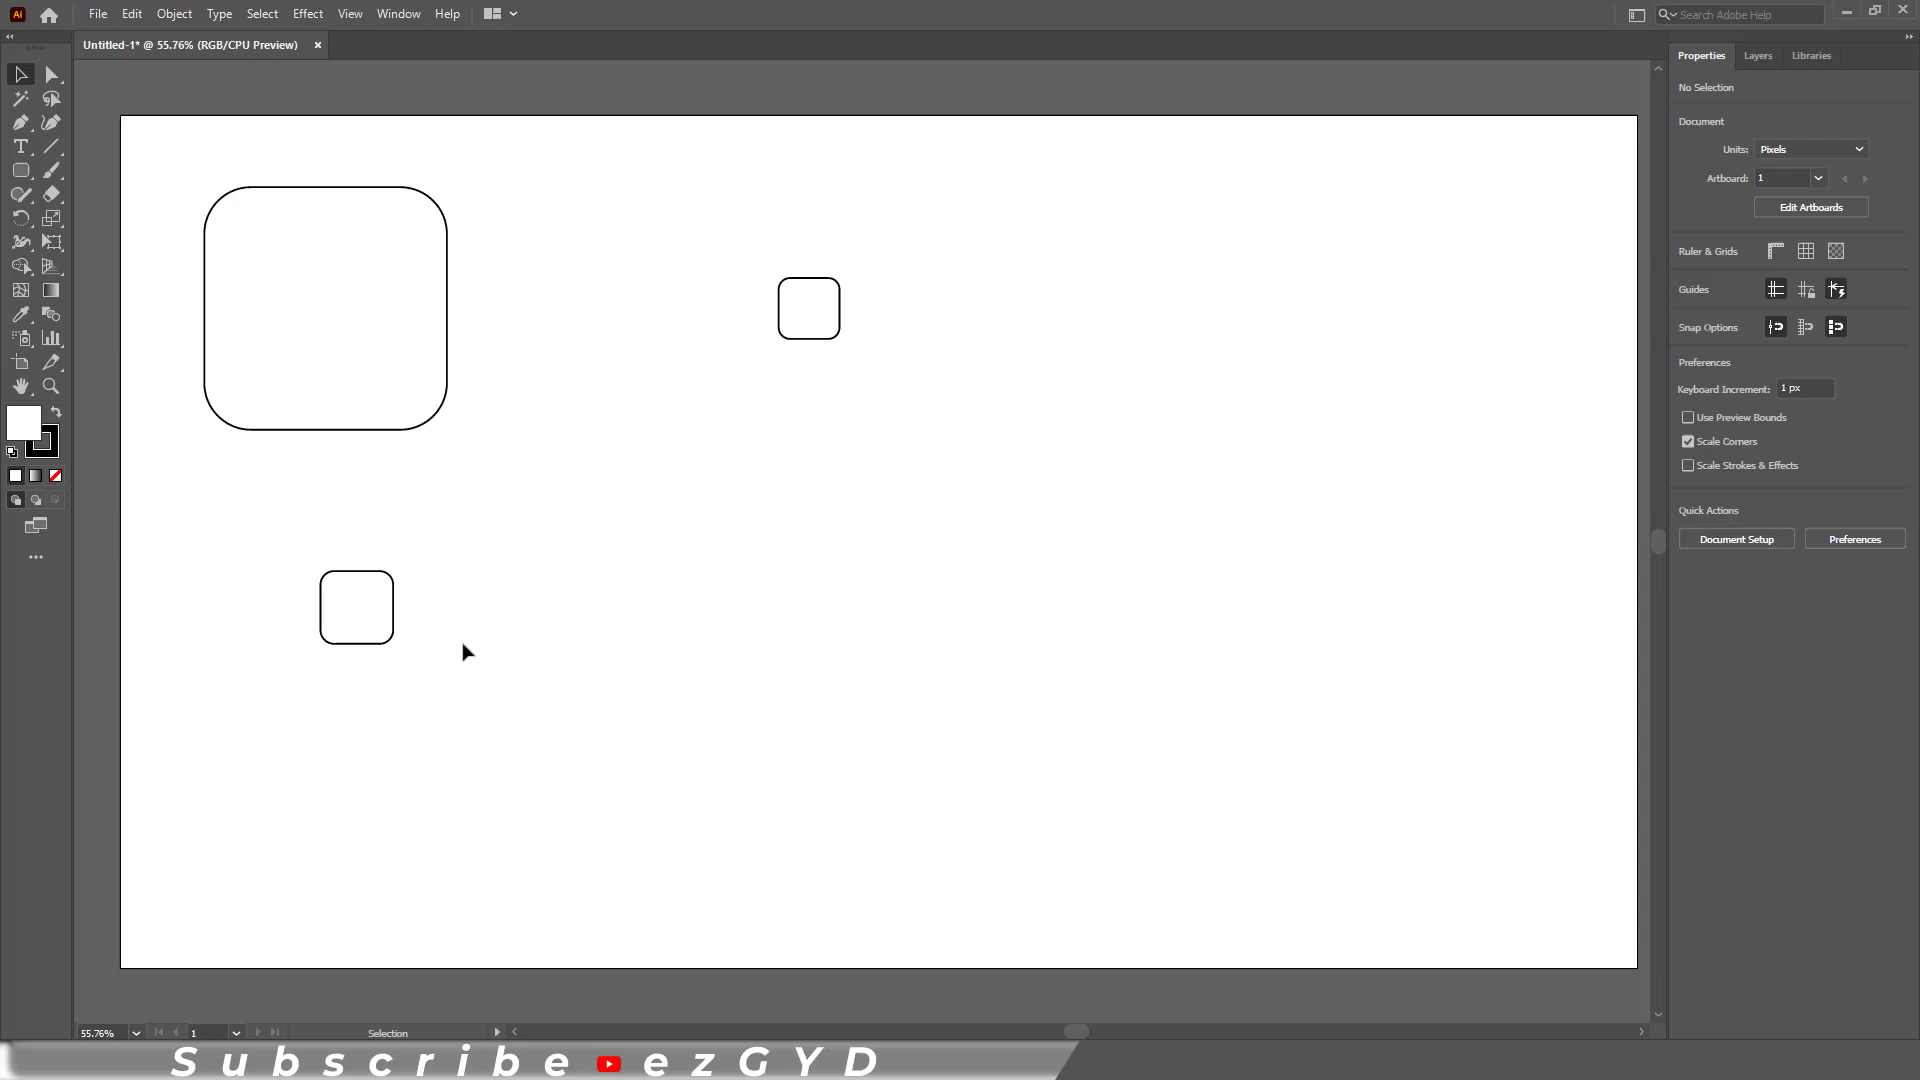 Ai File Edit Object Type Select Effect View Window Help Search Adobe Help
Untitled-1* @ 55.76% (RGB/CPU Preview) ×
Properties Layers Libraries
No Selection
Document
Units: Pixels
Artboard: 1
Edit Artboards
Ruler & Grids
Guides
Snap Options
Preferences
Keyboard Increment: 1 px
Use Preview Bounds
Scale Corners
Scale Strokes & Effects
Quick Actions
Document Setup Preferences
55.76% 1 Selection
Subscribe ezGYD